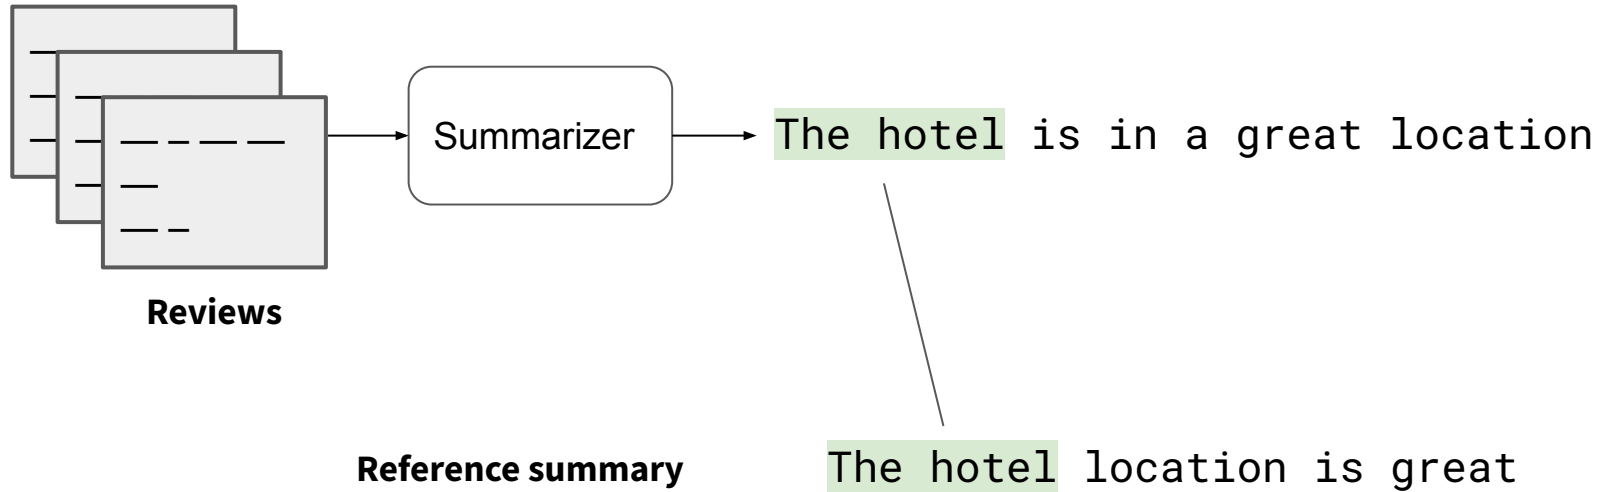 Summarizer
The hotel is in a great location
Reviews
Reference summary
The hotel location is great